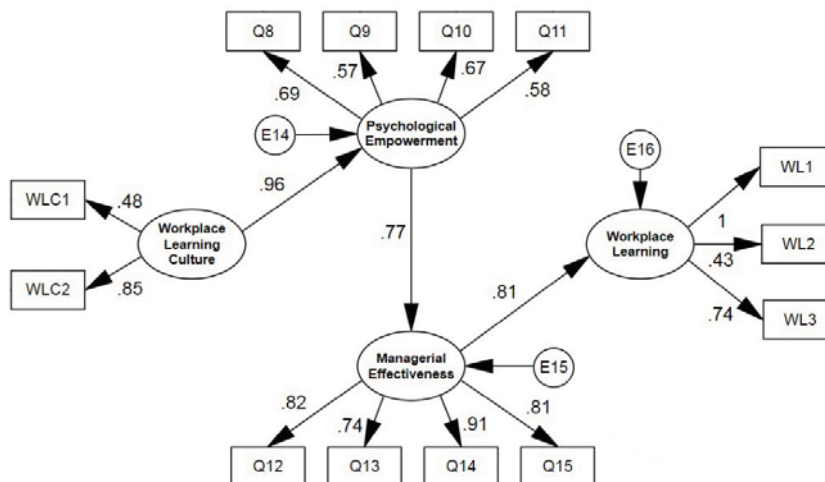 Q8
Q9
Q10
Q11
.69
.57
.67
.58
E14
Psychological
Empowerment
E16
WLC1
.48
.96
WL1
Workplace
Learning
Culture
.77
Workplace
Learning
1
WL2
.43
WLC2
.85
.81
.74
WL3
Managerial
Effectiveness
E15
.82
.74
.91
.81
Q12
Q13
Q14
Q15